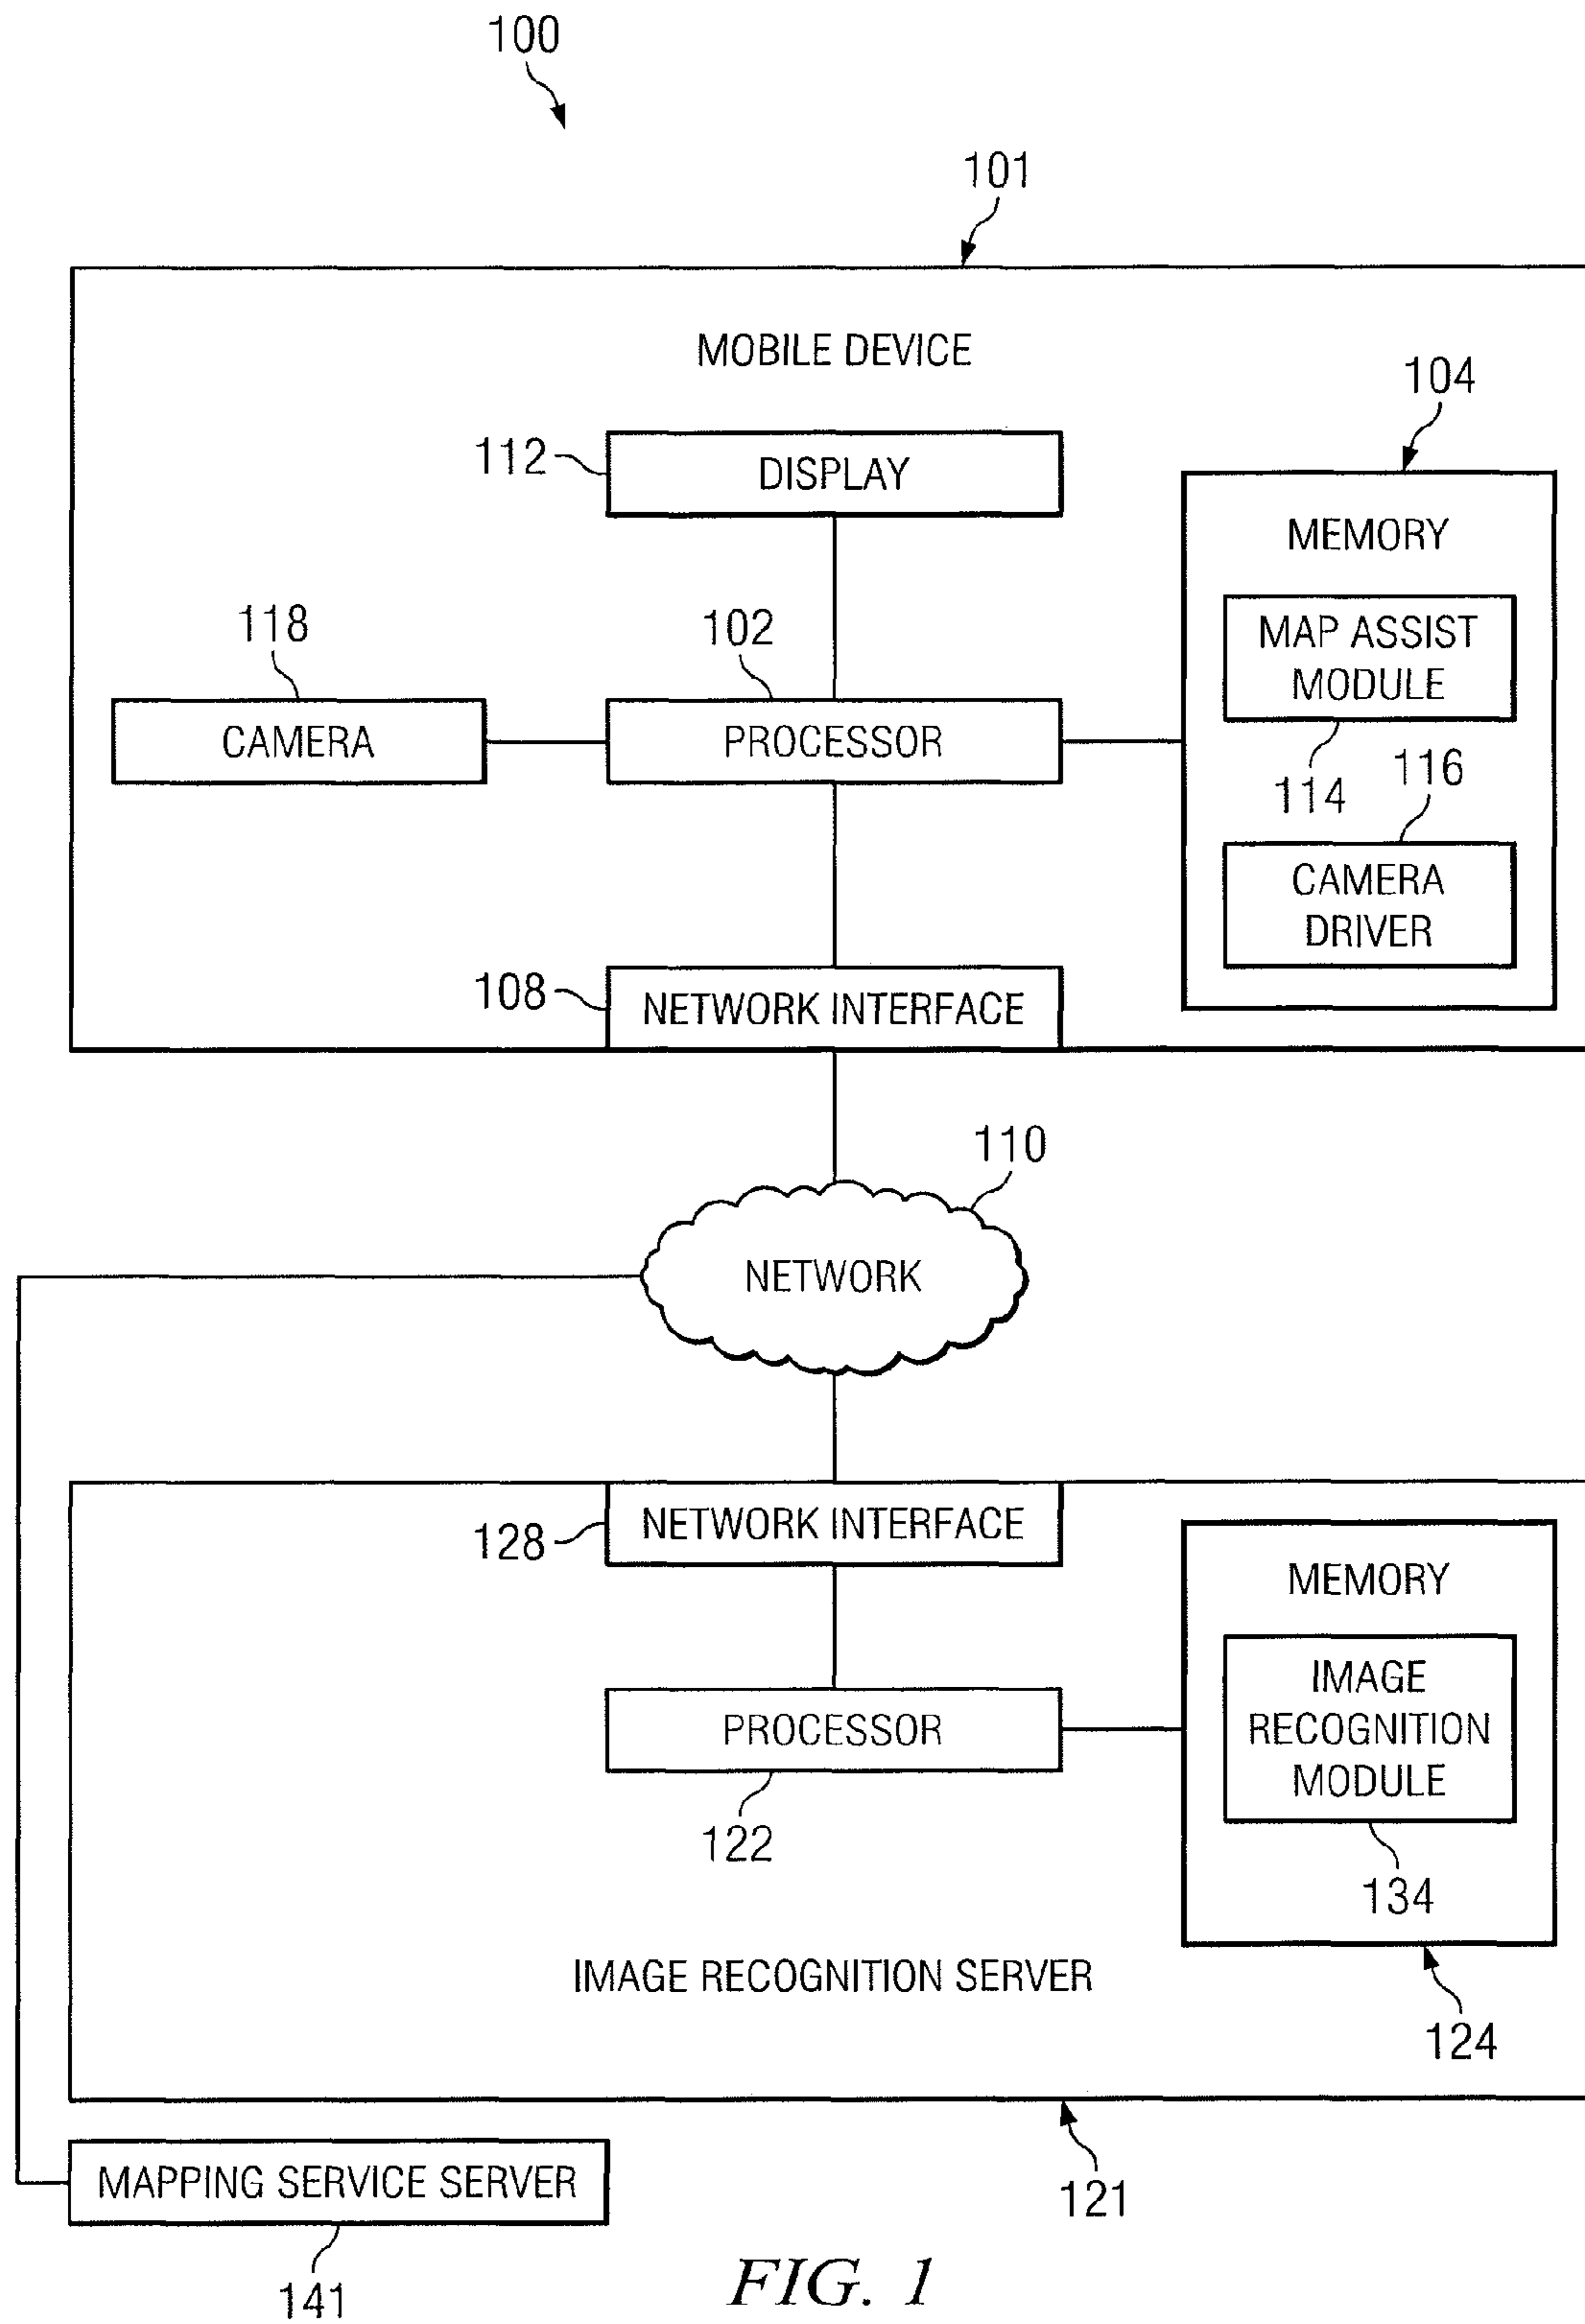 100
101
MOBILE DEVICE
104
112
DISPLAY
MEMORY
118
102
MAP ASSIST
MODULE
CAMERA
PROCESSOR
114
116
CAMERA
DRIVER
108
NETWORK INTERFACE
110
NETWORK
128
NETWORK INTERFACE
MEMORY
IMAGE
RECOGNITION
MODULE
PROCESSOR
122
134
IMAGE RECOGNITION SERVER
124
MAPPING SERVICE SERVER
121
141
FIG. 1